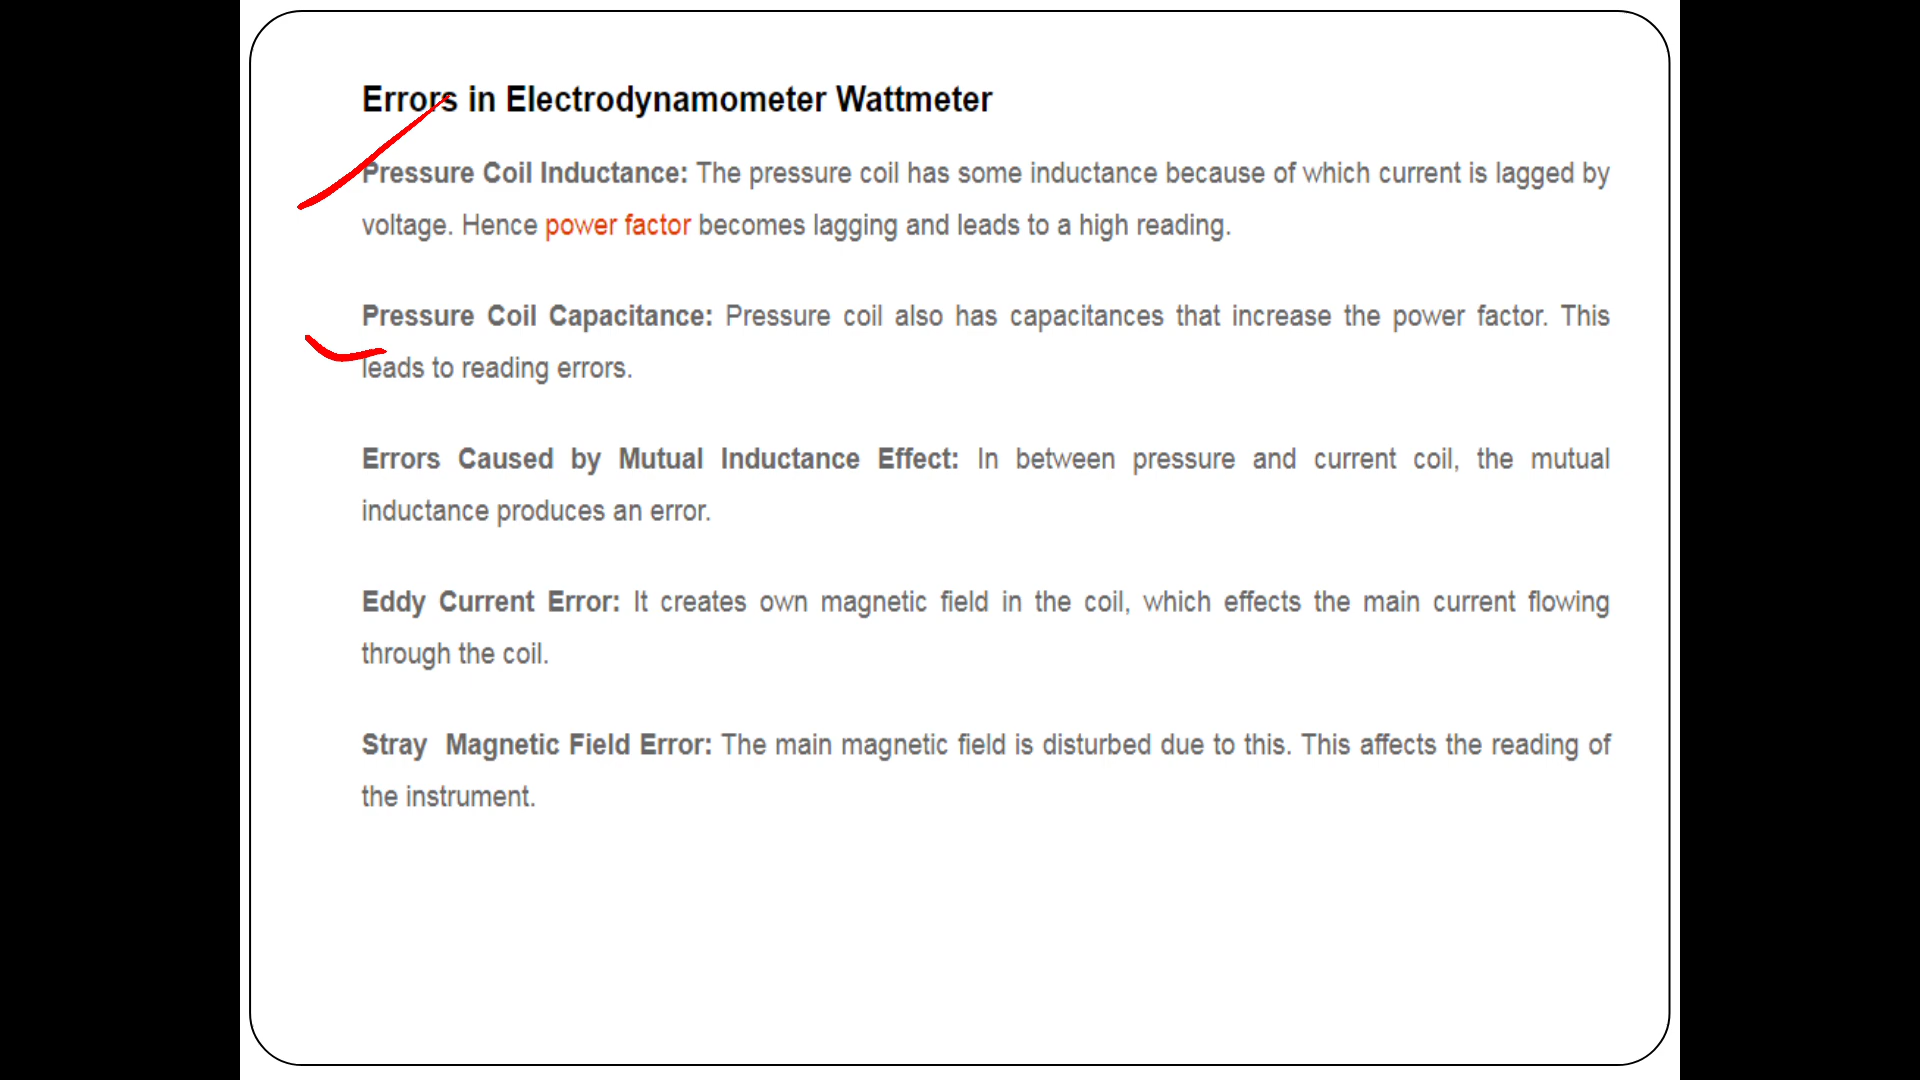 Errors in Electrodynamometer Wattmeter
Pressure Coil Inductance: The pressure coil has some inductance because of which current is lagged by
voltage. Hence power factor becomes lagging and leads to a high reading.
Pressure Coil Capacitance: Pressure coil also has capacitances that increase the power factor. This
leads to reading errors.
Errors Caused by Mutual Inductance Effect: In between pressure and current coil, the mutual
inductance produces an error.
Eddy Current Error: It creates own magnetic field in the coil, which effects the main current flowing
through the coil.
Stray Magnetic Field Error: The main magnetic field is disturbed due to this. This affects the reading of
the instrument.